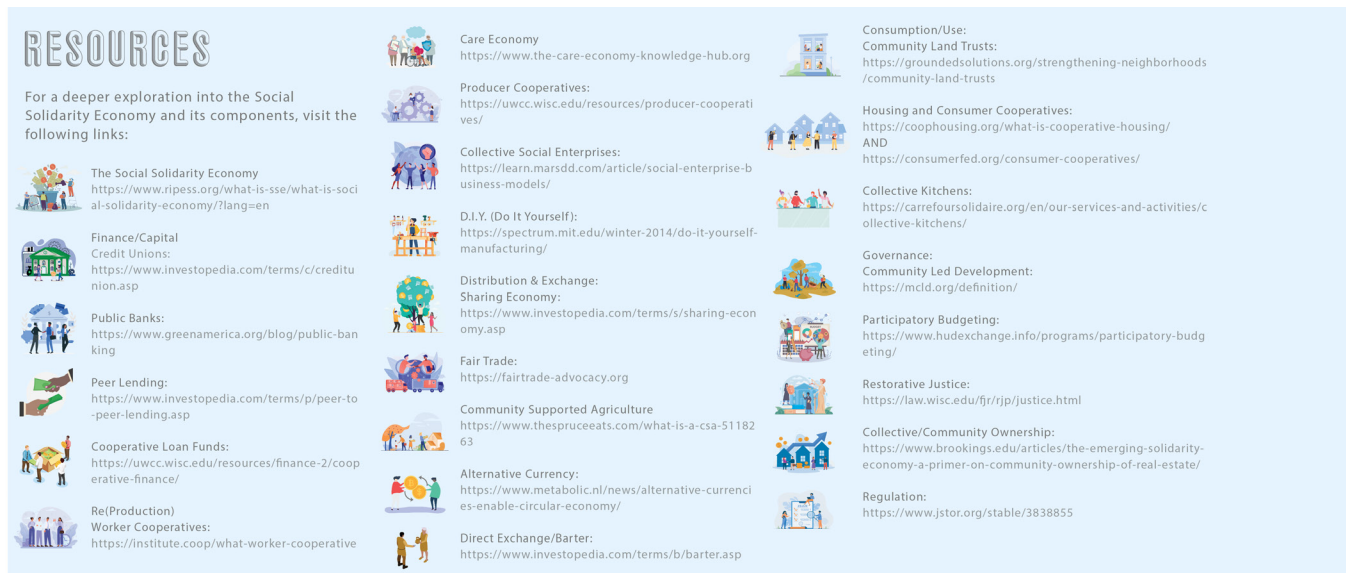 RESOURCES
For a deeper exploration into the Social
Solidarity Economy and its components, visit the
following links:
The Social Solidarity Economy
https://www.ripess.org/what-is-sse/what-is-soci
al-solidarity-economy/?lang=en
Finance/Capital
Credit Unions:
https://www.investopedia.com/terms/c/creditu
nion.asp
Public Banks:
https://www.greenamerica.org/blog/public-ban
king
Peer Lending:
https://www.investopedia.com/terms/p/peer-to
-peer-lending.asp
Cooperative Loan Funds:
https://uwcc.wisc.edu/resources/finance-2/coop
erative-finance/
Re(Production)
Worker Cooperatives:
https://institute.coop/what-worker-cooperative
Care Economy
https://www.the-care-economy-knowledge-hub.org
Producer Cooperatives:
https://uwcc.wisc.edu/resources/producer-cooperati
ves/
Collective Social Enterprises:
https://learn.marsdd.com/article/social-enterprise-b
usiness-models/
D.I.Y. (Do It Yourself):
https://spectrum.mit.edu/winter-2014/do-it-yourself-
manufacturing/
Distribution & Exchange:
Sharing Economy:
https://www.investopedia.com/terms/s/sharing-econ
omy.asp
Fair Trade:
https://fairtrade-advocacy.org
Community Supported Agriculture
https://www.thespruceeats.com/what-is-a-csa-51182
63
Alternative Currency:
https://www.metabolic.nl/news/alternative-currenci
es-enable-circular-economy/
Direct Exchange/Barter:
https://www.investopedia.com/terms/b/barter.asp
Consumption/Use:
Community Land Trusts:
https://groundedsolutions.org/strengthening-neighborhoods
/community-land-trusts
Housing and Consumer Cooperatives:
https://coophousing.org/what-is-cooperative-housing/
AND
https://consumerfed.org/consumer-cooperatives/
Collective Kitchens:
https://carrefoursolidaire.org/en/our-services-and-activities/c
ollective-kitchens/
Governance:
Community Led Development:
https://mcld.org/definition/
Participatory Budgeting:
https://www.hudexchange.info/programs/participatory-budg
eting/
Restorative Justice:
https://law.wisc.edu/fjr/rjp/justice.html
Collective/Community Ownership:
https://www.brookings.edu/articles/the-emerging-solidarity-
economy-a-primer-on-community-ownership-of-real-estate/
Regulation:
https://www.jstor.org/stable/3838855